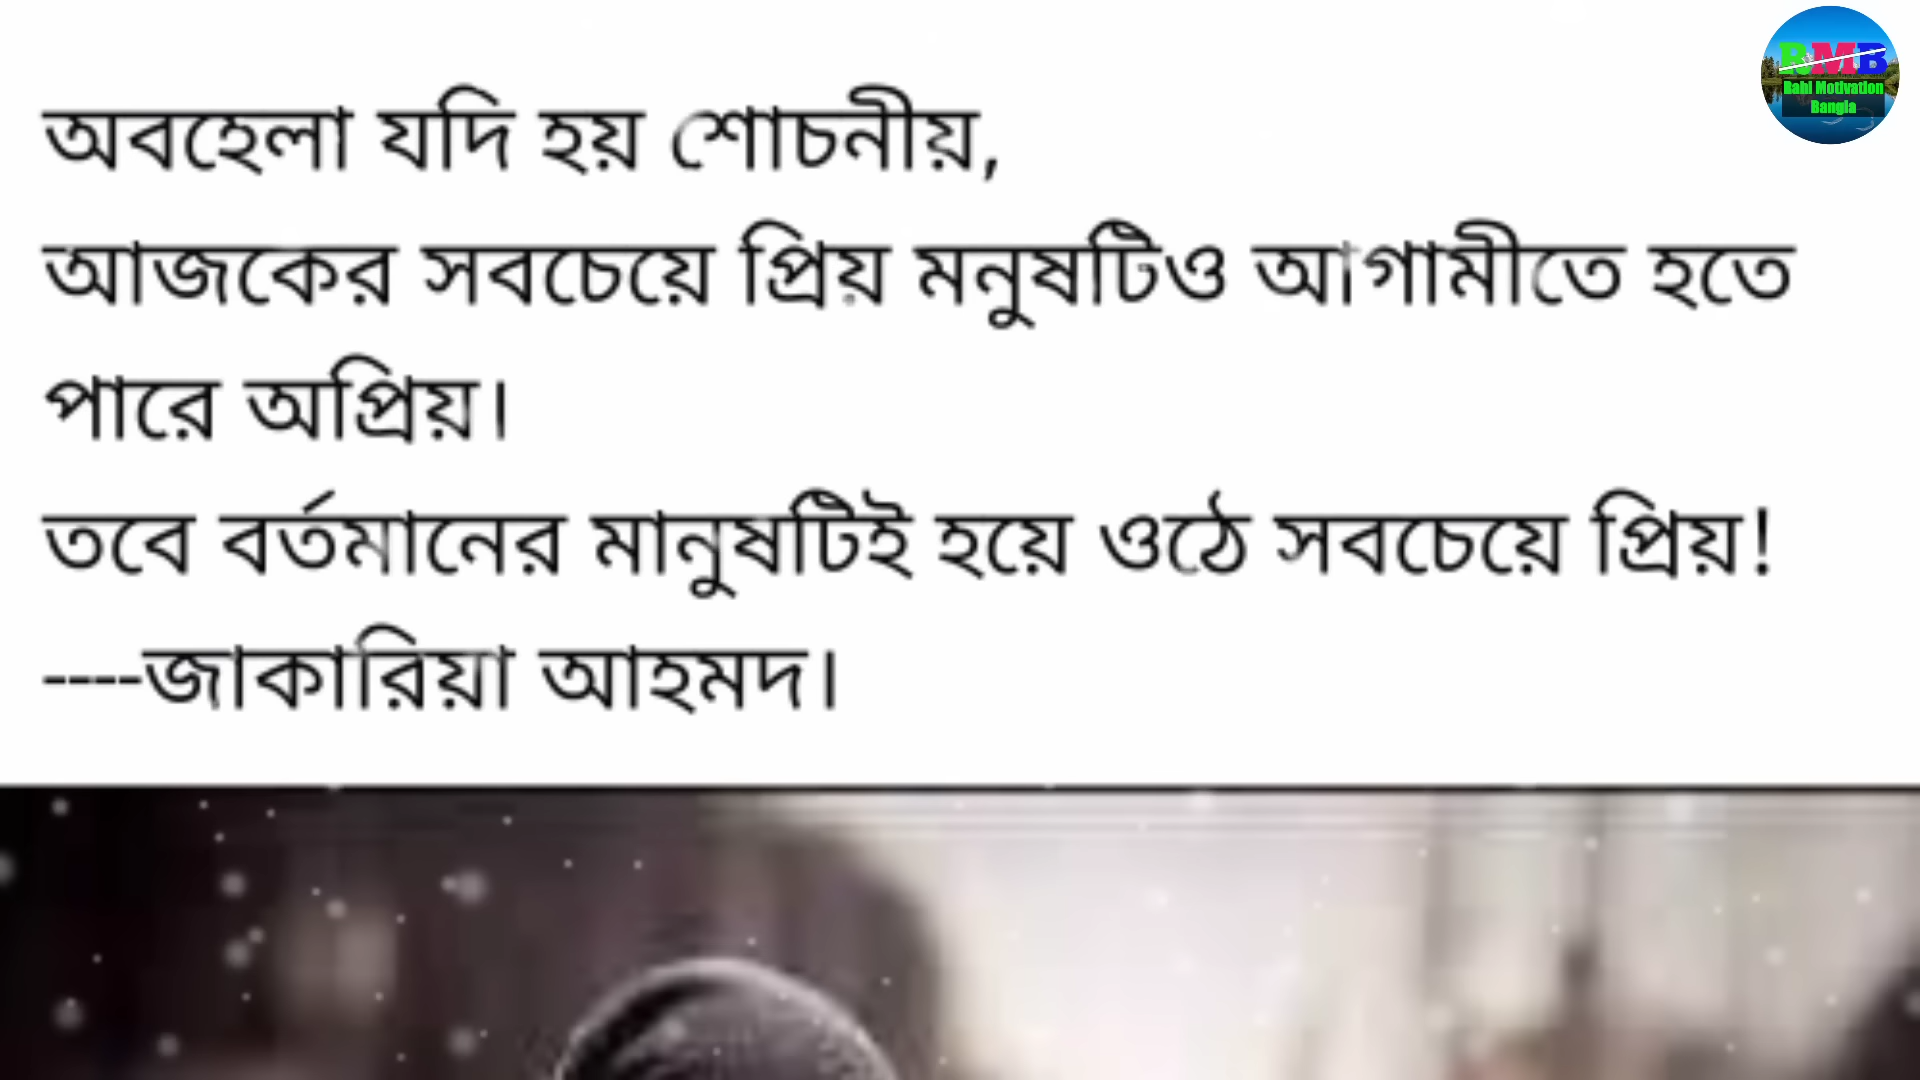 অবহেলা যদি হয় শোচনীয়,
আজকের সবচেয়ে প্রিয় মনুষটিও আগামীতে হতে
পারে অপ্রিয়।
তবে বর্তমানের মানুষটিই হয়ে ওঠে সবচেয়ে প্রিয়!
----জাকারিয়া আহমদ।
RMB
Rahi Motivation
Bangla